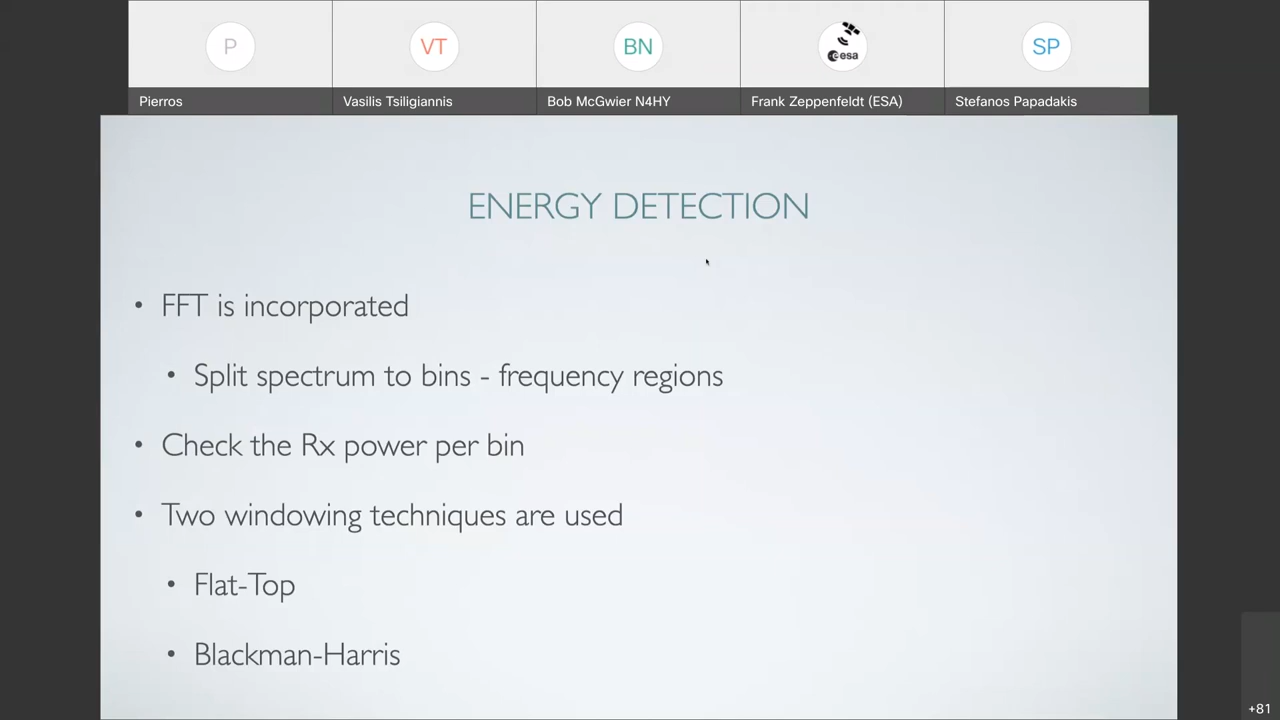 P
VT
BN
esa
SP
Pierros
Vasilis Tsiligiannis
Bob McGwier N4HY
Frank Zeppenfeldt (ESA)
Stefanos Papadakis
ENERGY DETECTION
• FFT is incorporated
• Split spectrum to bins - frequency regions
• Check the Rx power per bin
• Two windowing techniques are used
• Flat-Top
• Blackman-Harris
+81